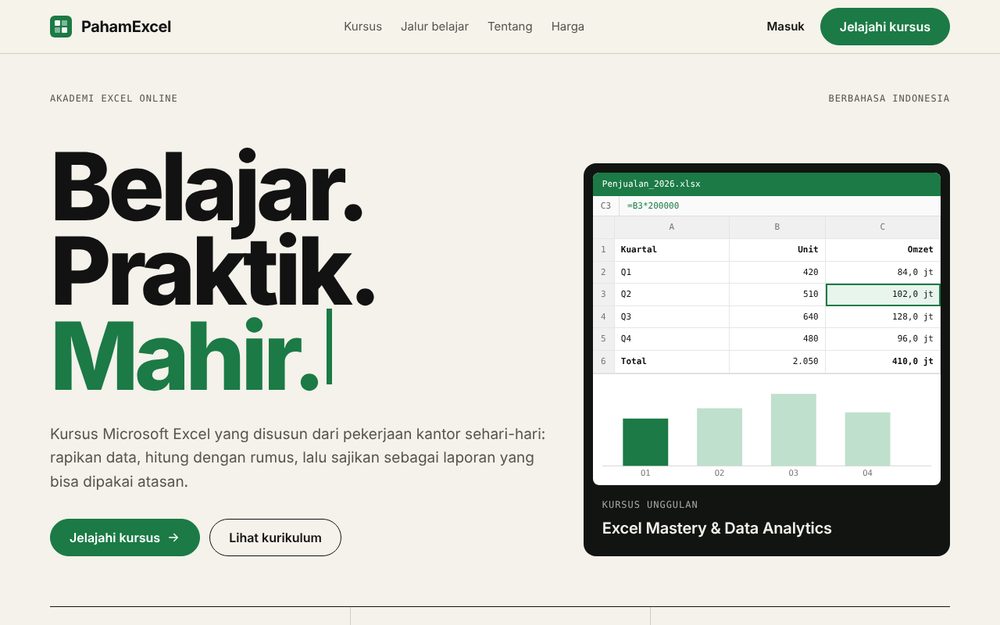 PahamExcel
Kursus Jalur belajar Tentang Harga
Masuk Jelajahi kursus
AKADEMI EXCEL ONLINE
BERBAHASA INDONESIA
Belajar.
Praktik.
Mahir.
Kursus Microsoft Excel yang disusun dari pekerjaan kantor sehari-hari:
rapikan data, hitung dengan rumus, lalu sajikan sebagai laporan yang
bisa dipakai atasan.
Jelajahi kursus →
Lihat kurikulum
Penjualan_2026.xlsx
C3 =B3*200000
A B C
1 Kuartal Unit Omzet
2 Q1 420 84,0 jt
3 Q2 510 102,0 jt
4 Q3 640 128,0 jt
5 Q4 480 96,0 jt
6 Total 2.050 410,0 jt
Q1 Q2 Q3 Q4
KURSUS UNGGULAN
Excel Mastery & Data Analytics